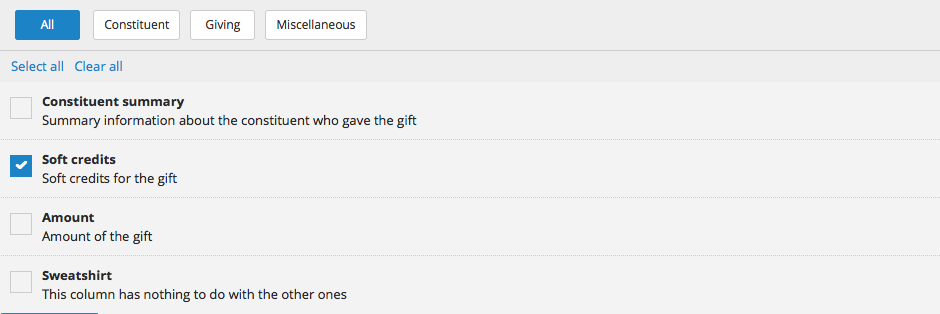 All Constituent Giving Miscellaneous
Select all Clear all
Constituent summary
Summary information about the constituent who gave the gift
Soft credits
Soft credits for the gift
Amount
Amount of the gift
Sweatshirt
This column has nothing to do with the other ones